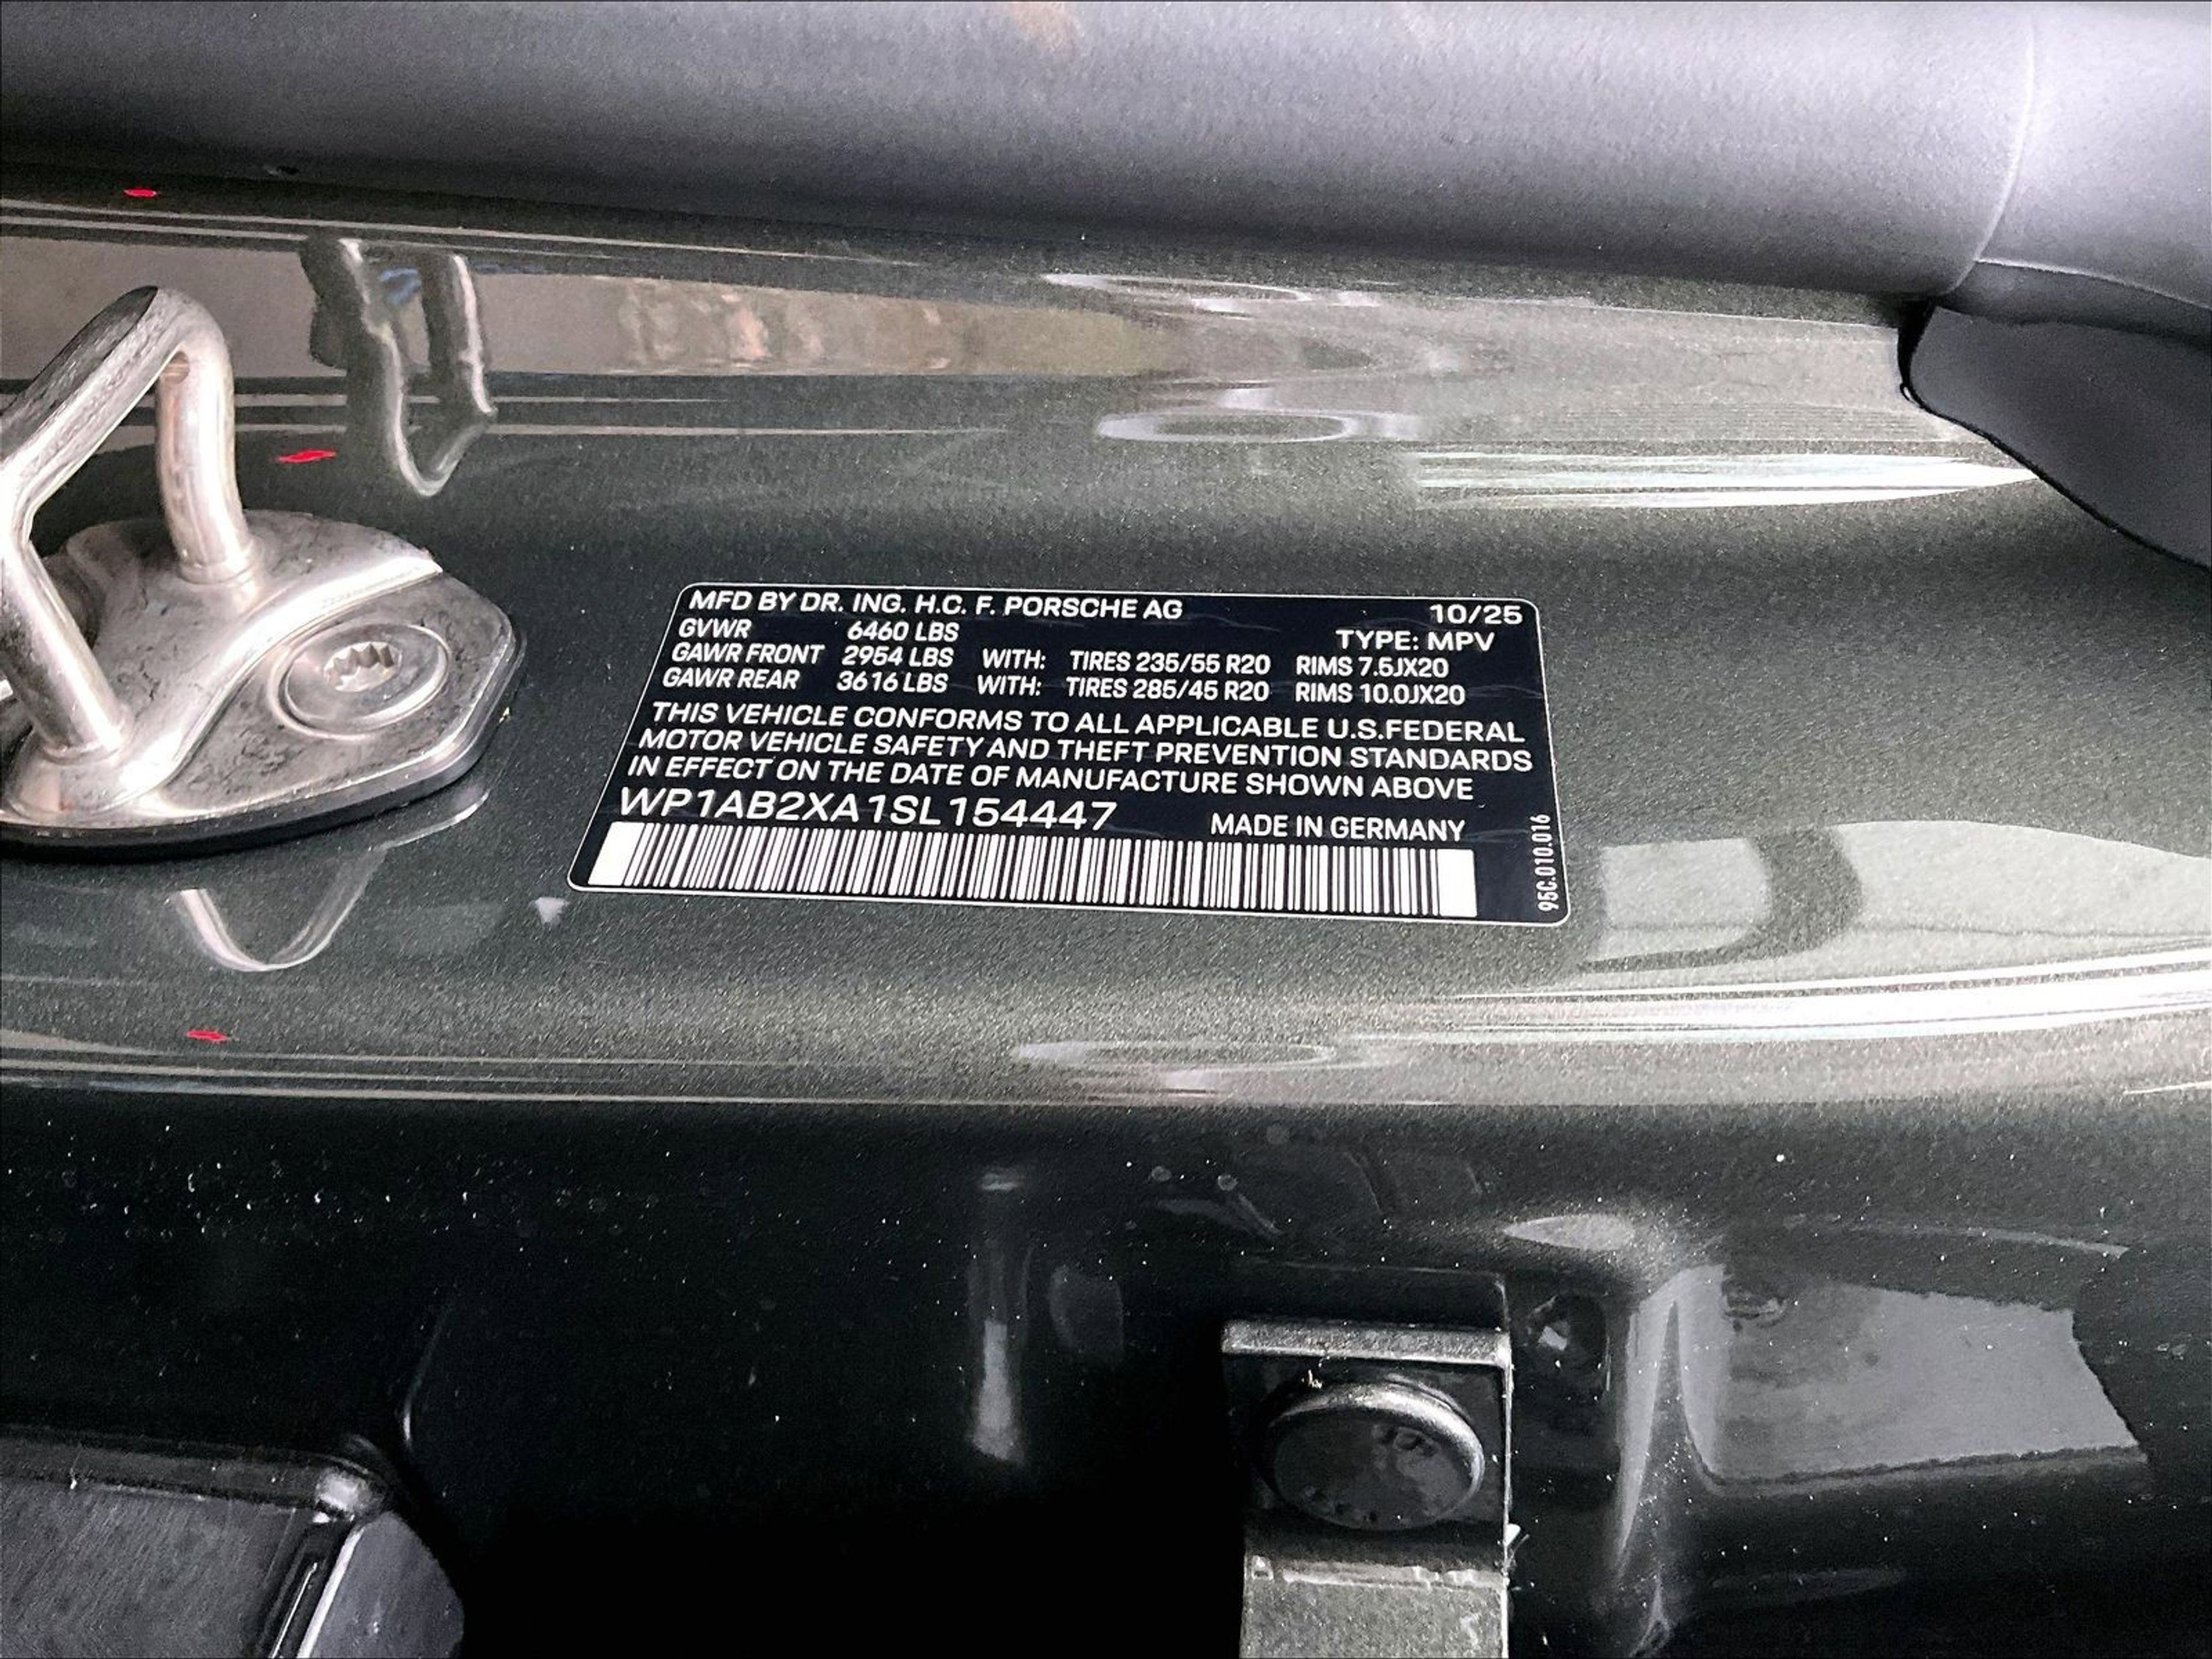 MFD BY DR. ING. H.C. F. PORSCHE AG 10/25
GVWR 6460 LBS TYPE: MPV
GAWR FRONT 2954 LBS WITH: TIRES 235/55 R20 RIMS 7.5JX20
GAWR REAR 3616 LBS WITH: TIRES 285/45 R20 RIMS 10.0JX20
THIS VEHICLE CONFORMS TO ALL APPLICABLE U.S.FEDERAL
MOTOR VEHICLE SAFETY AND THEFT PREVENTION STANDARDS
IN EFFECT ON THE DATE OF MANUFACTURE SHOWN ABOVE
WP1AB2XA1SL154447 MADE IN GERMANY
95C.010.016